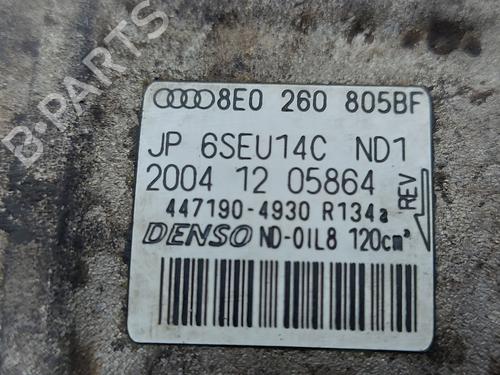 B-PARTS
8E0 260 805BF
JP 6SEU14C ND1
2004 12 05864
REV
447190-4930 R134a
DENSO ND-OIL8 120cm³